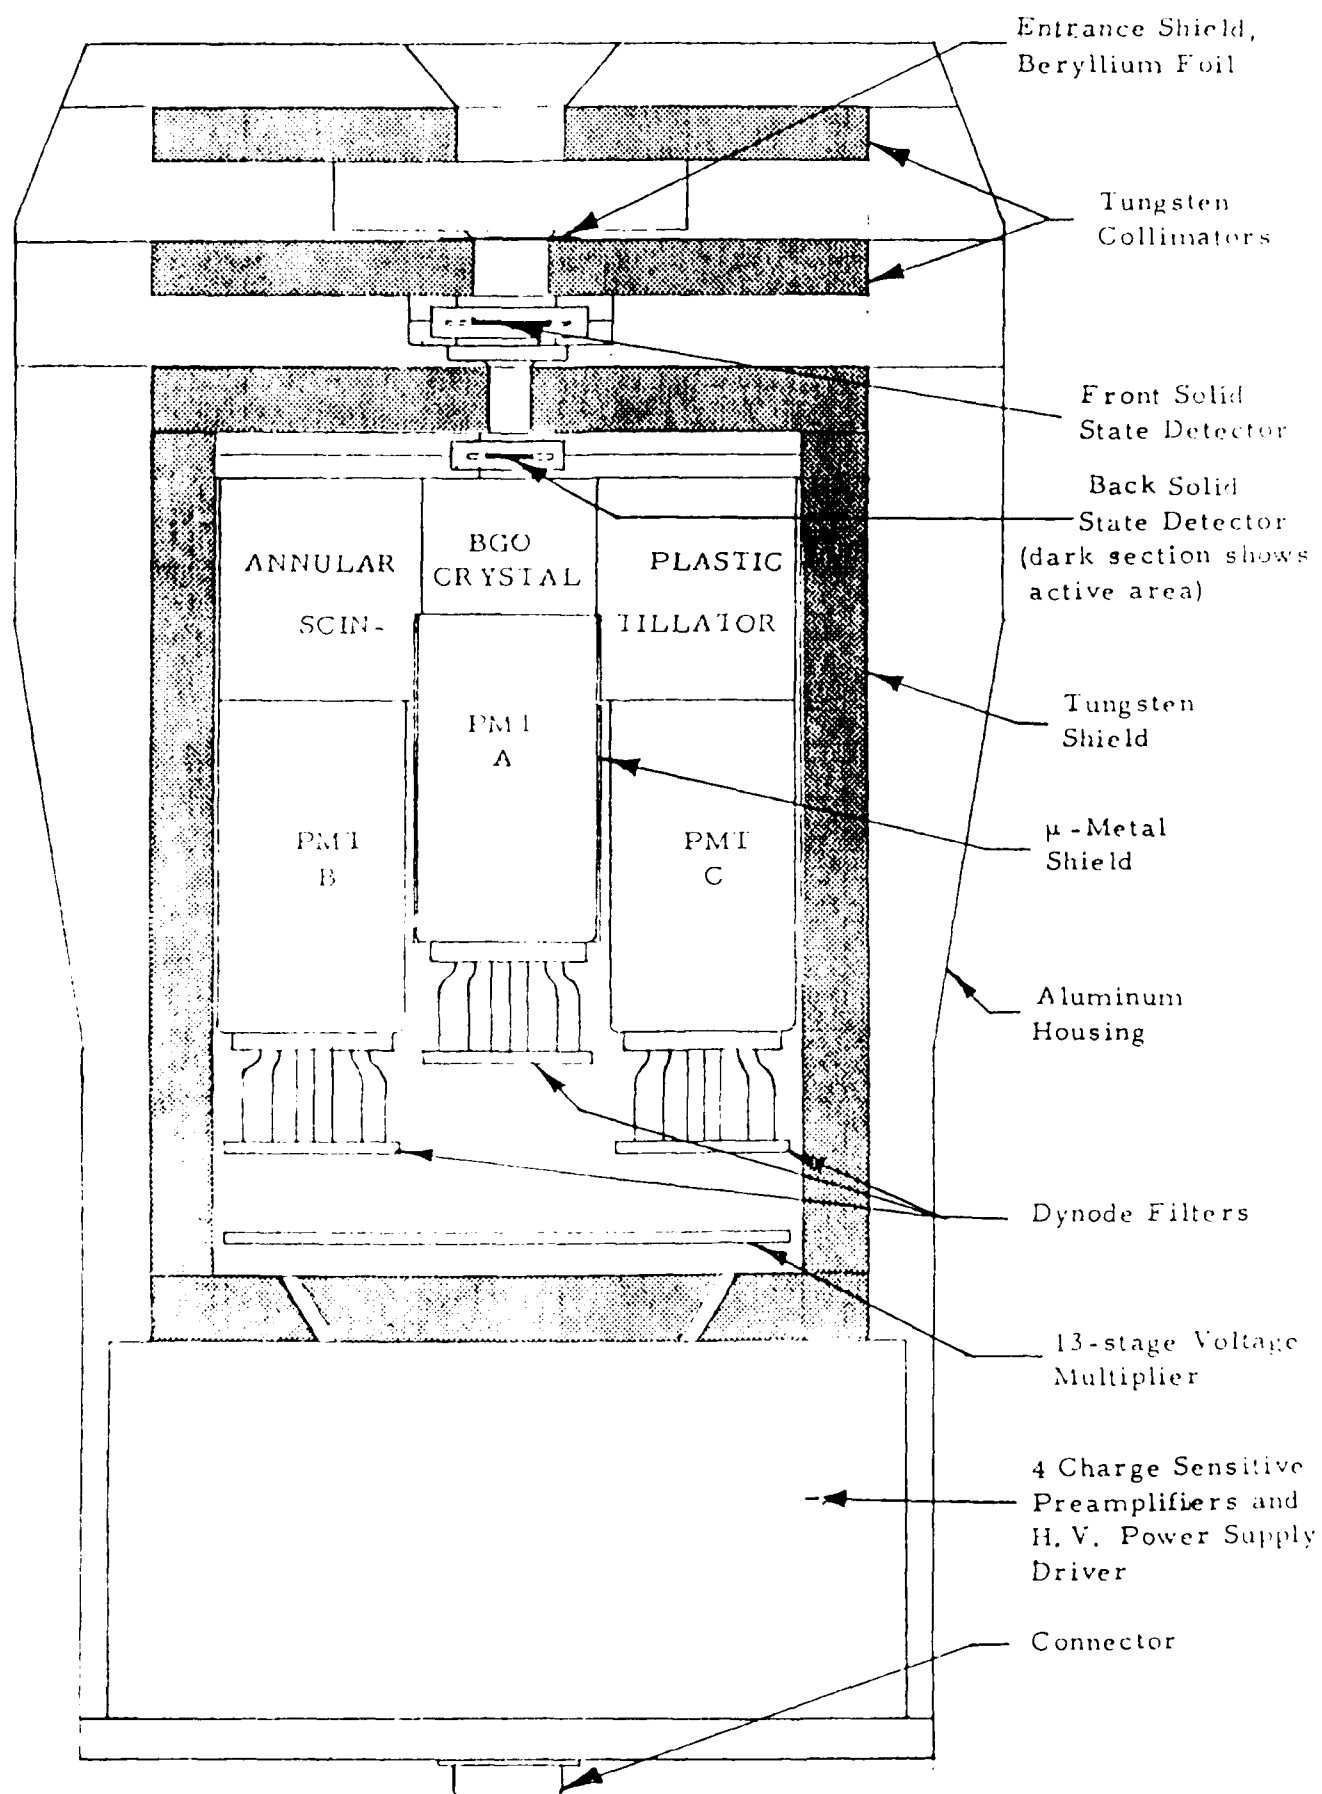 Entrance Shield,
Beryllium Foil
Tungsten
Collimators
Front Solid
State Detector
Back Solid
State Detector
(dark section shows
active area)
ANNULAR
SCIN-
BGO
CRYSTAL
PLASTIC
TILLATOR
PMT
A
PMT
B
PMT
C
Tungsten
Shield
μ-Metal
Shield
Aluminum
Housing
Dynode Filters
13-stage Voltage
Multiplier
4 Charge Sensitive
Preamplifiers and
H. V. Power Supply
Driver
Connector